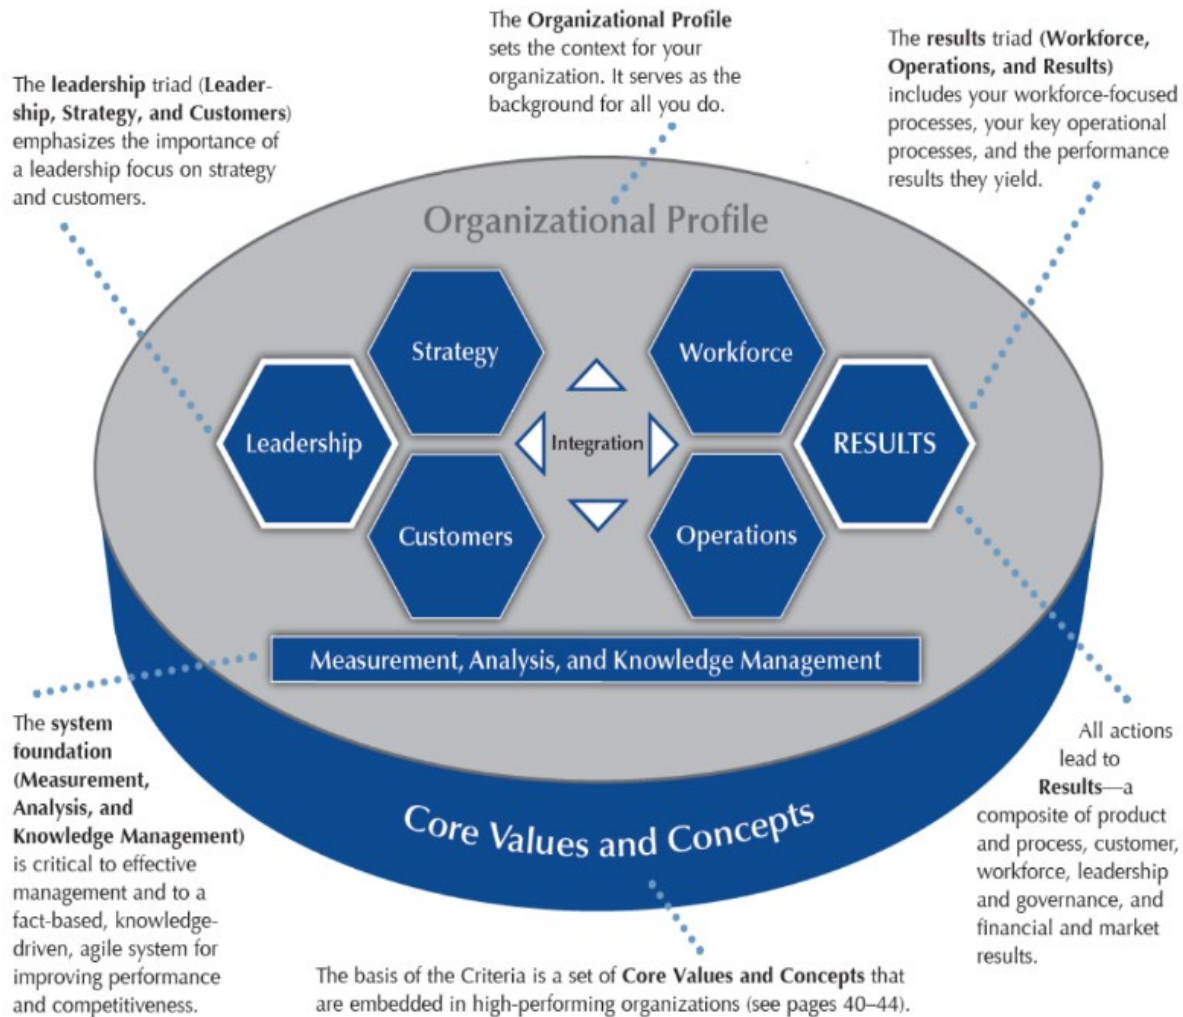 The Organizational Profile
sets the context for your
organization. It serves as the
background for all you do.
The leadership triad (Leader-
ship, Strategy, and Customers)
emphasizes the importance of
a leadership focus on strategy
and customers.
The results triad (Workforce,
Operations, and Results)
includes your workforce-focused
processes, your key operational
processes, and the performance
results they yield.
Organizational Profile
Strategy
Workforce
Leadership
Integration
RESULTS
Customers
Operations
Measurement, Analysis, and Knowledge Management
Core Values and Concepts
The system
foundation
(Measurement,
Analysis, and
Knowledge Management)
is critical to effective
management and to a
fact-based, knowledge-
driven, agile system for
improving performance
and competitiveness.
All actions
lead to
Results—a
composite of product
and process, customer,
workforce, leadership
and governance, and
financial and market
results.
The basis of the Criteria is a set of Core Values and Concepts that
are embedded in high-performing organizations (see pages 40–44).